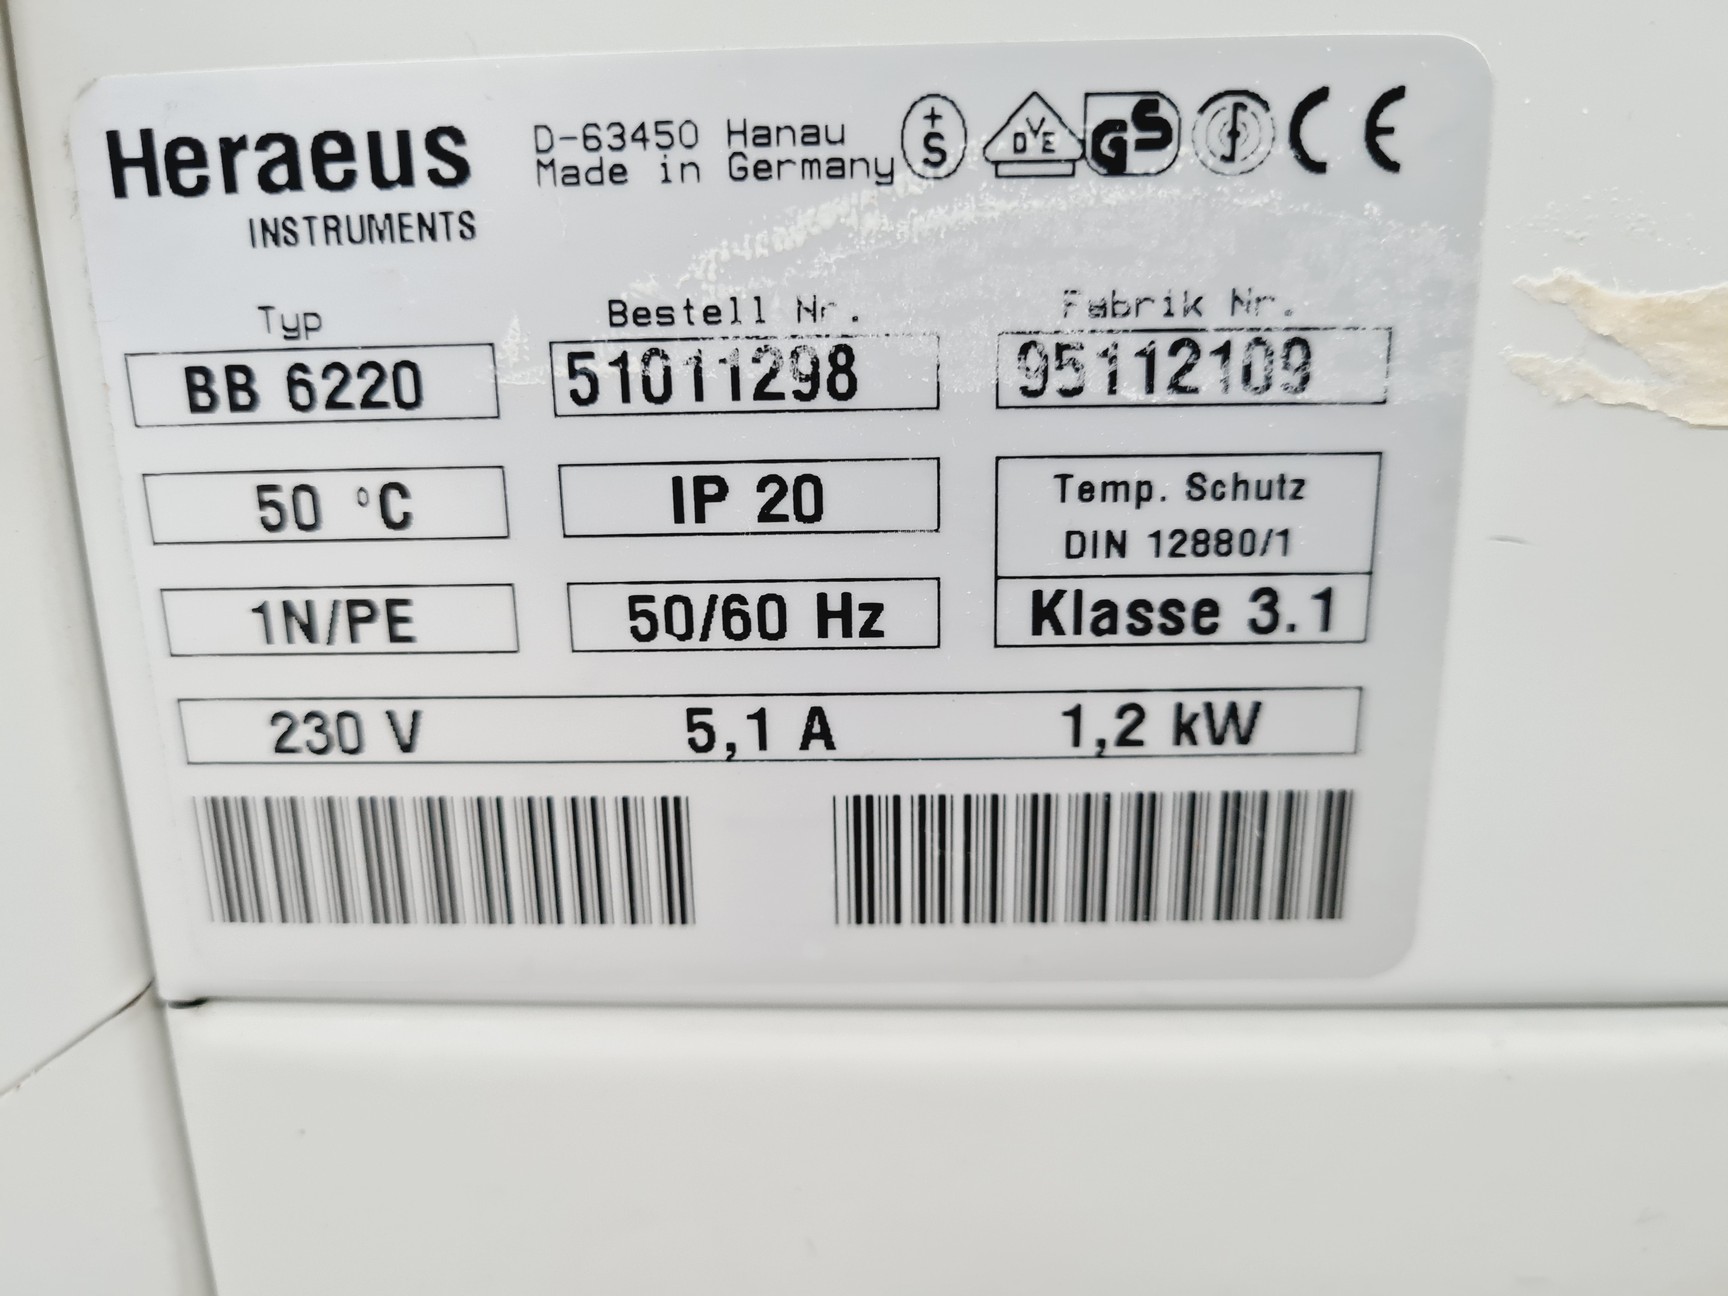 Heraeus
INSTRUMENTS
D-63450 Hanau
Made in Germany
+
S
DVE
GS
CE
Typ
Bestell Nr.
Fabrik Nr.
BB 6220
51011298
95112109
50 °C
IP 20
Temp. Schutz
DIN 12880/1
1N/PE
50/60 Hz
Klasse 3.1
230 V
5,1 A
1,2 kW